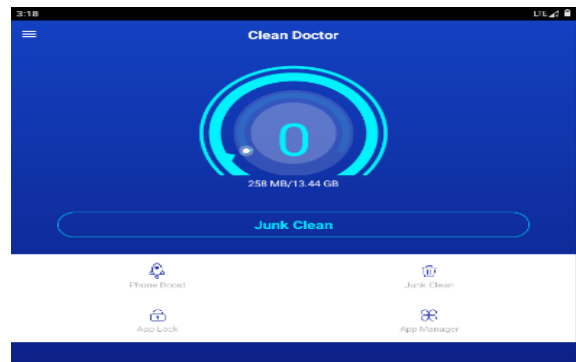 3:18 LTE
Clean Doctor
0
258 MB/13.44 GB
Junk Clean
Phone Boost
Junk Clean
App Lock
App Manager